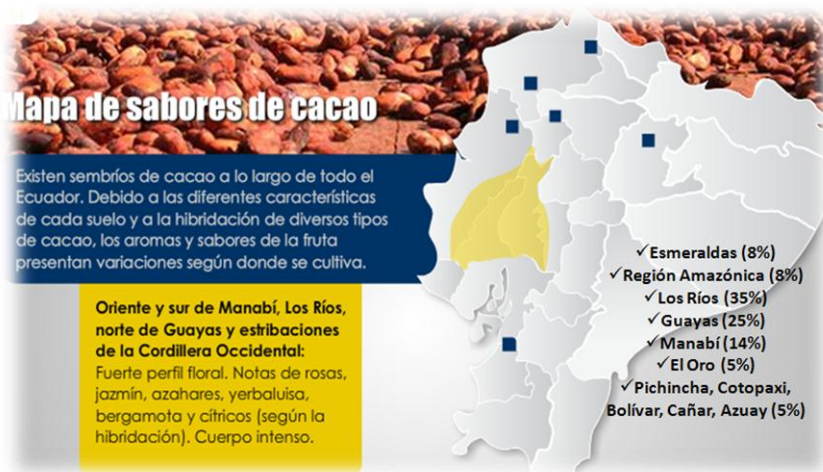 Mapa de sabores de cacao
Existen sembríos de cacao a lo largo de todo el
Ecuador. Debido a las diferentes características
de cada suelo y a la hibridación de diversos tipos
de cacao, los aromas y sabores de la fruta
presentan variaciones según donde se cultiva.
Oriente y sur de Manabí, Los Ríos,
norte de Guayas y estribaciones
de la Cordillera Occidental:
Fuerte perfil floral. Notas de rosas,
jazmín, azahares, yerbaluisa,
bergamota y cítricos (según la
hibridación). Cuerpo intenso.
✓Esmeraldas (8%)
✓Región Amazónica (8%)
✓Los Ríos (35%)
✓Guayas (25%)
✓Manabí (14%)
✓El Oro (5%)
✓Pichincha, Cotopaxi,
Bolívar, Cañar, Azuay (5%)